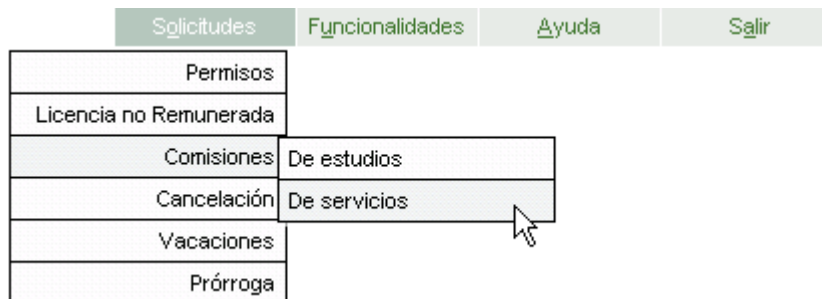 Solicitudes Funcionalidades Ayuda Salir
Permisos
Licencia no Remunerada
Comisiones De estudios
Cancelación De servicios
Vacaciones
Prórroga